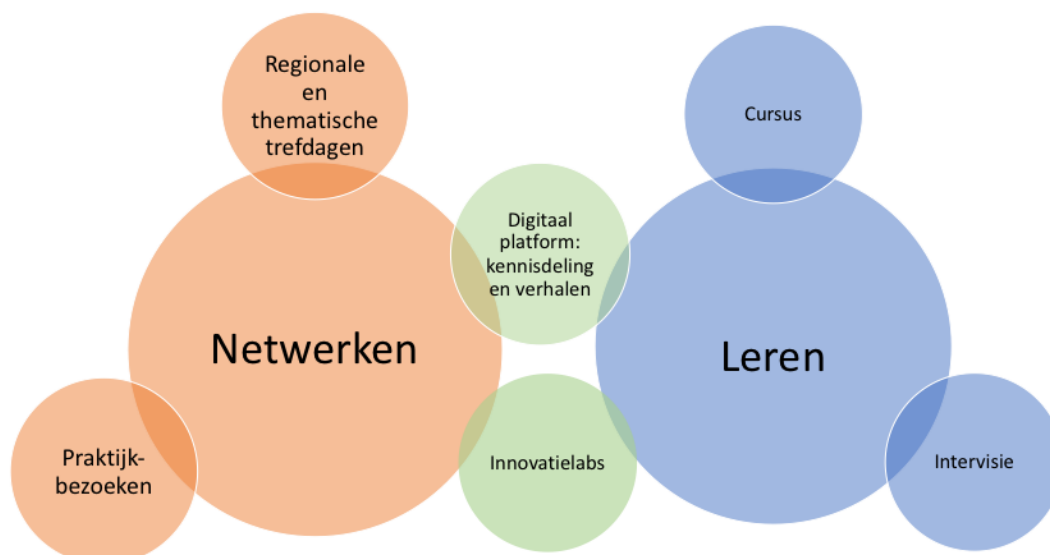 Regionale
en
thematische
trefdagen
Cursus
Digitaal
platform:
kennisdeling
en verhalen
Netwerken
Leren
Praktijk-
bezoeken
Innovatielabs
Intervisie